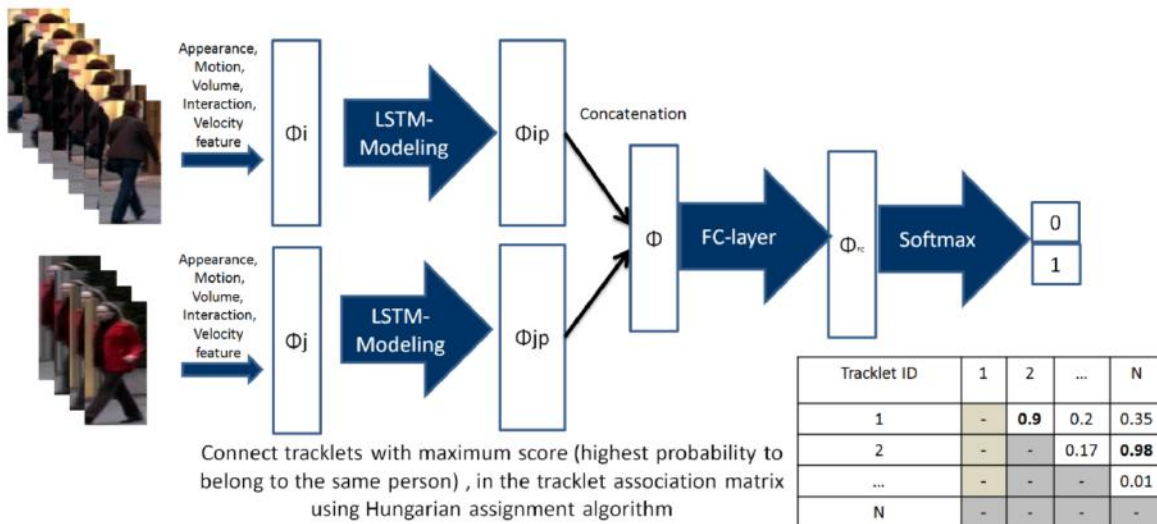 Appearance,
Motion,
Volume,
Interaction,
Velocity
feature
Φi
LSTM-
Modeling
Φip
Concatenation
Appearance,
Motion,
Volume,
Interaction,
Velocity
feature
Φj
LSTM-
Modeling
Φjp
Φ
FC-layer
ΦFC
Softmax
0
1
Connect tracklets with maximum score (highest probability to
belong to the same person) , in the tracklet association matrix
using Hungarian assignment algorithm
Tracklet ID 1 2 ... N
1 - 0.9 0.2 0.35
2 - - 0.17 0.98
... - - - 0.01
N - - - -